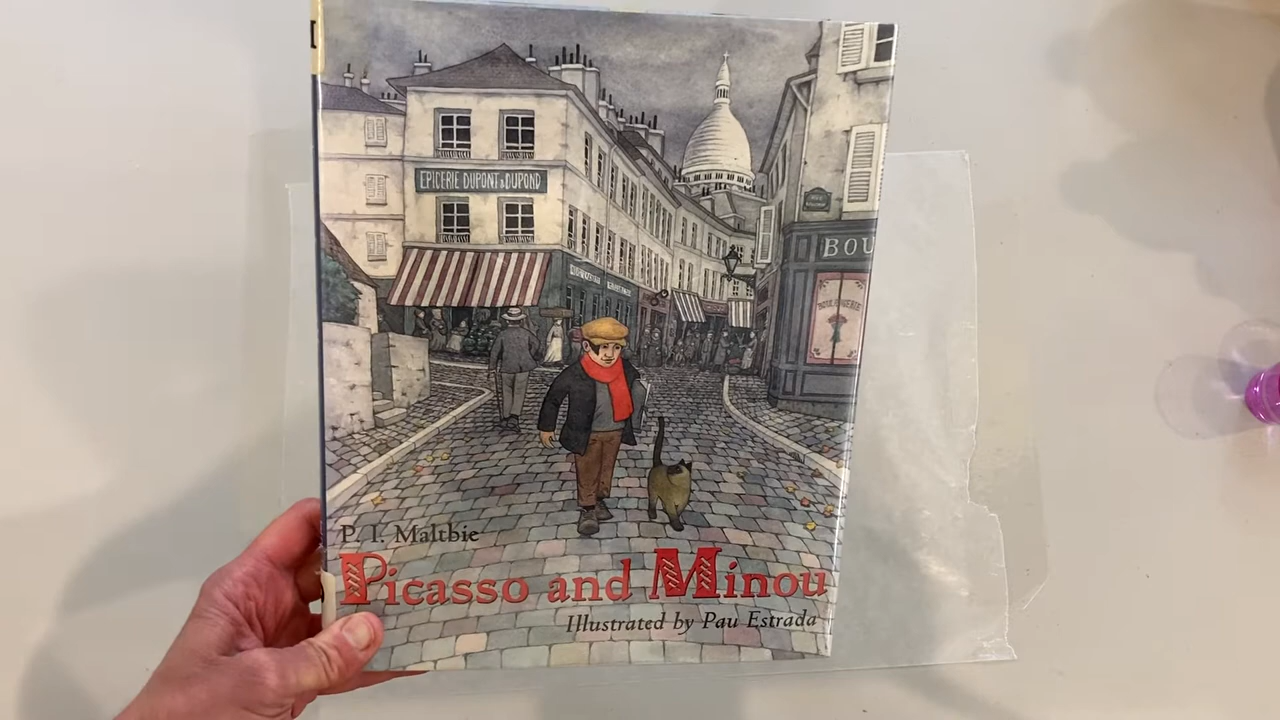 EPICERIE DUPONT & DUPOND
BOU
P. I. Maltbie
Picasso and Minou
Illustrated by Pau Estrada